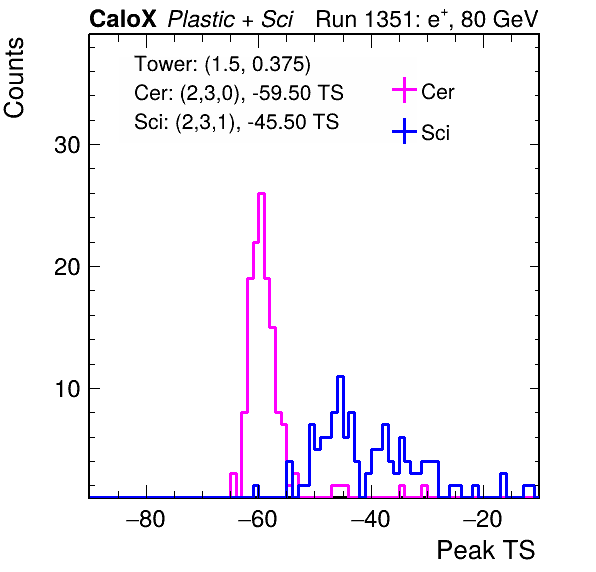 CaloX Plastic + Sci Run 1351: e+, 80 GeV
Counts
Tower: (1.5, 0.375)
Cer: (2,3,0), -59.50 TS
Sci: (2,3,1), -45.50 TS
Cer
Sci
30
20
10
−80 −60 −40 −20
Peak TS